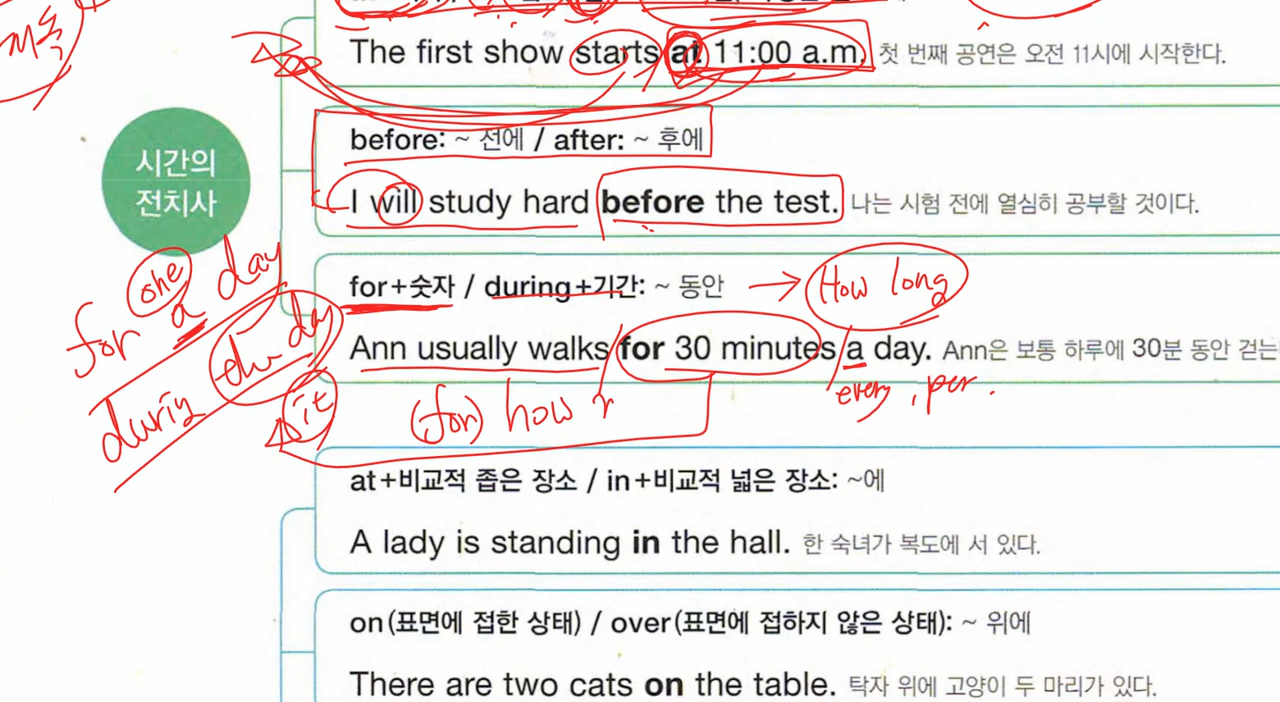 The first show starts at 11:00 a.m. 첫 번째 공연은 오전 11시에 시작한다.
시간의
전치사
before: ~ 전에 / after: ~ 후에
I will study hard before the test. 나는 시험 전에 열심히 공부할 것이다.
for+숫자 / during+기간: ~ 동안 → How long
for a day
one
Ann usually walks for 30 minutes a day. Ann은 보통 하루에 30분 동안 걷는
every, per.
during the day
it
(for) how
at+비교적 좁은 장소 / in+비교적 넓은 장소: ~에
A lady is standing in the hall. 한 숙녀가 복도에 서 있다.
on(표면에 접한 상태) / over(표면에 접하지 않은 상태): ~ 위에
There are two cats on the table. 탁자 위에 고양이 두 마리가 있다.